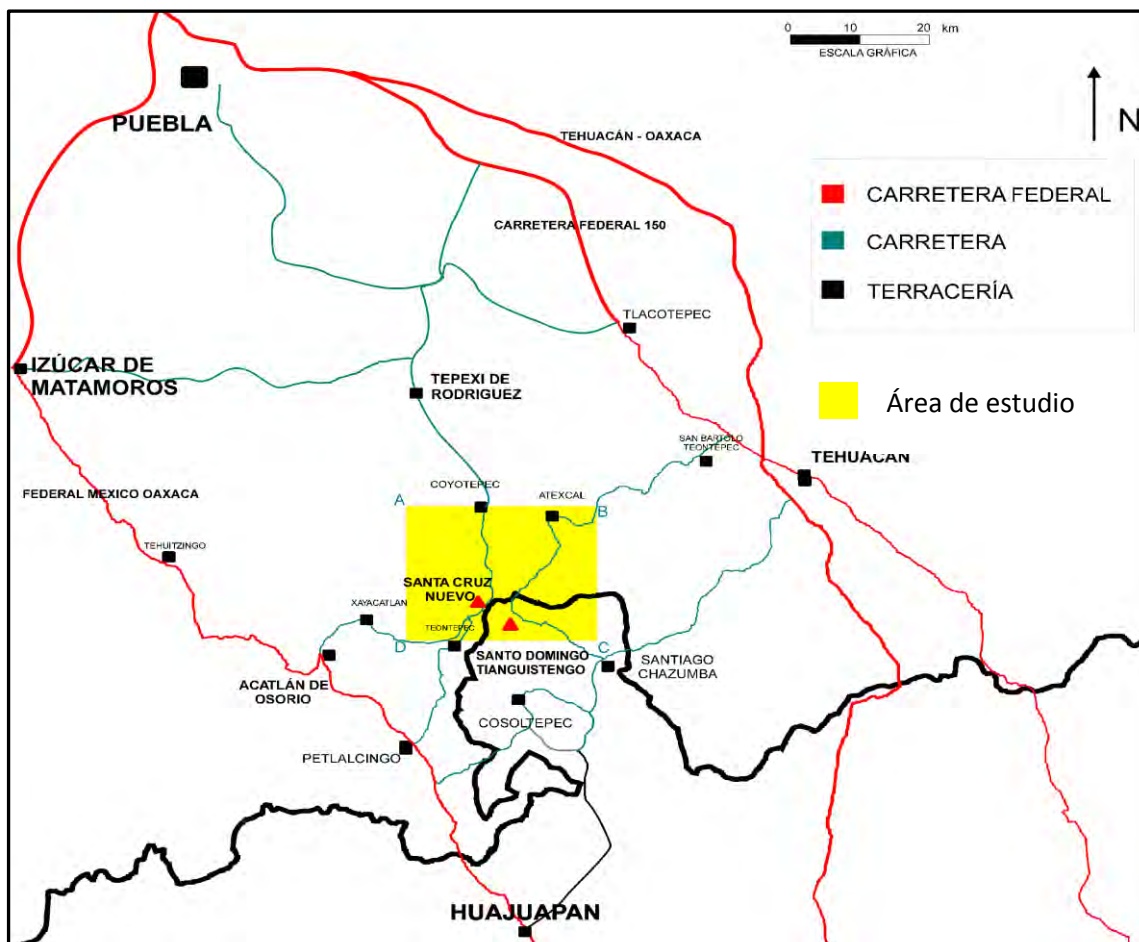 0 10 20 km
ESCALA GRÁFICA
N
PUEBLA
TEHUACÁN - OAXACA
CARRETERA FEDERAL
CARRETERA FEDERAL 150
CARRETERA
TERRACERÍA
TLACOTEPEC
IZÚCAR DE
MATAMOROS
TEPEXI DE
RODRIGUEZ
Área de estudio
SAN BARTOLO
TEONTEPEC
TEHUACAN
COYOTEPEC
FEDERAL MEXICO OAXACA
ATEXCAL
A
B
TEHUITZINGO
SANTA CRUZ
NUEVO
XAYACATLAN
TEONTEPEC
D
C
SANTO DOMINGO
TIANGUISTENGO
SANTIAGO
CHAZUMBA
ACATLÁN DE
OSORIO
COSOLTEPEC
PETLALCINGO
HUAJUAPAN